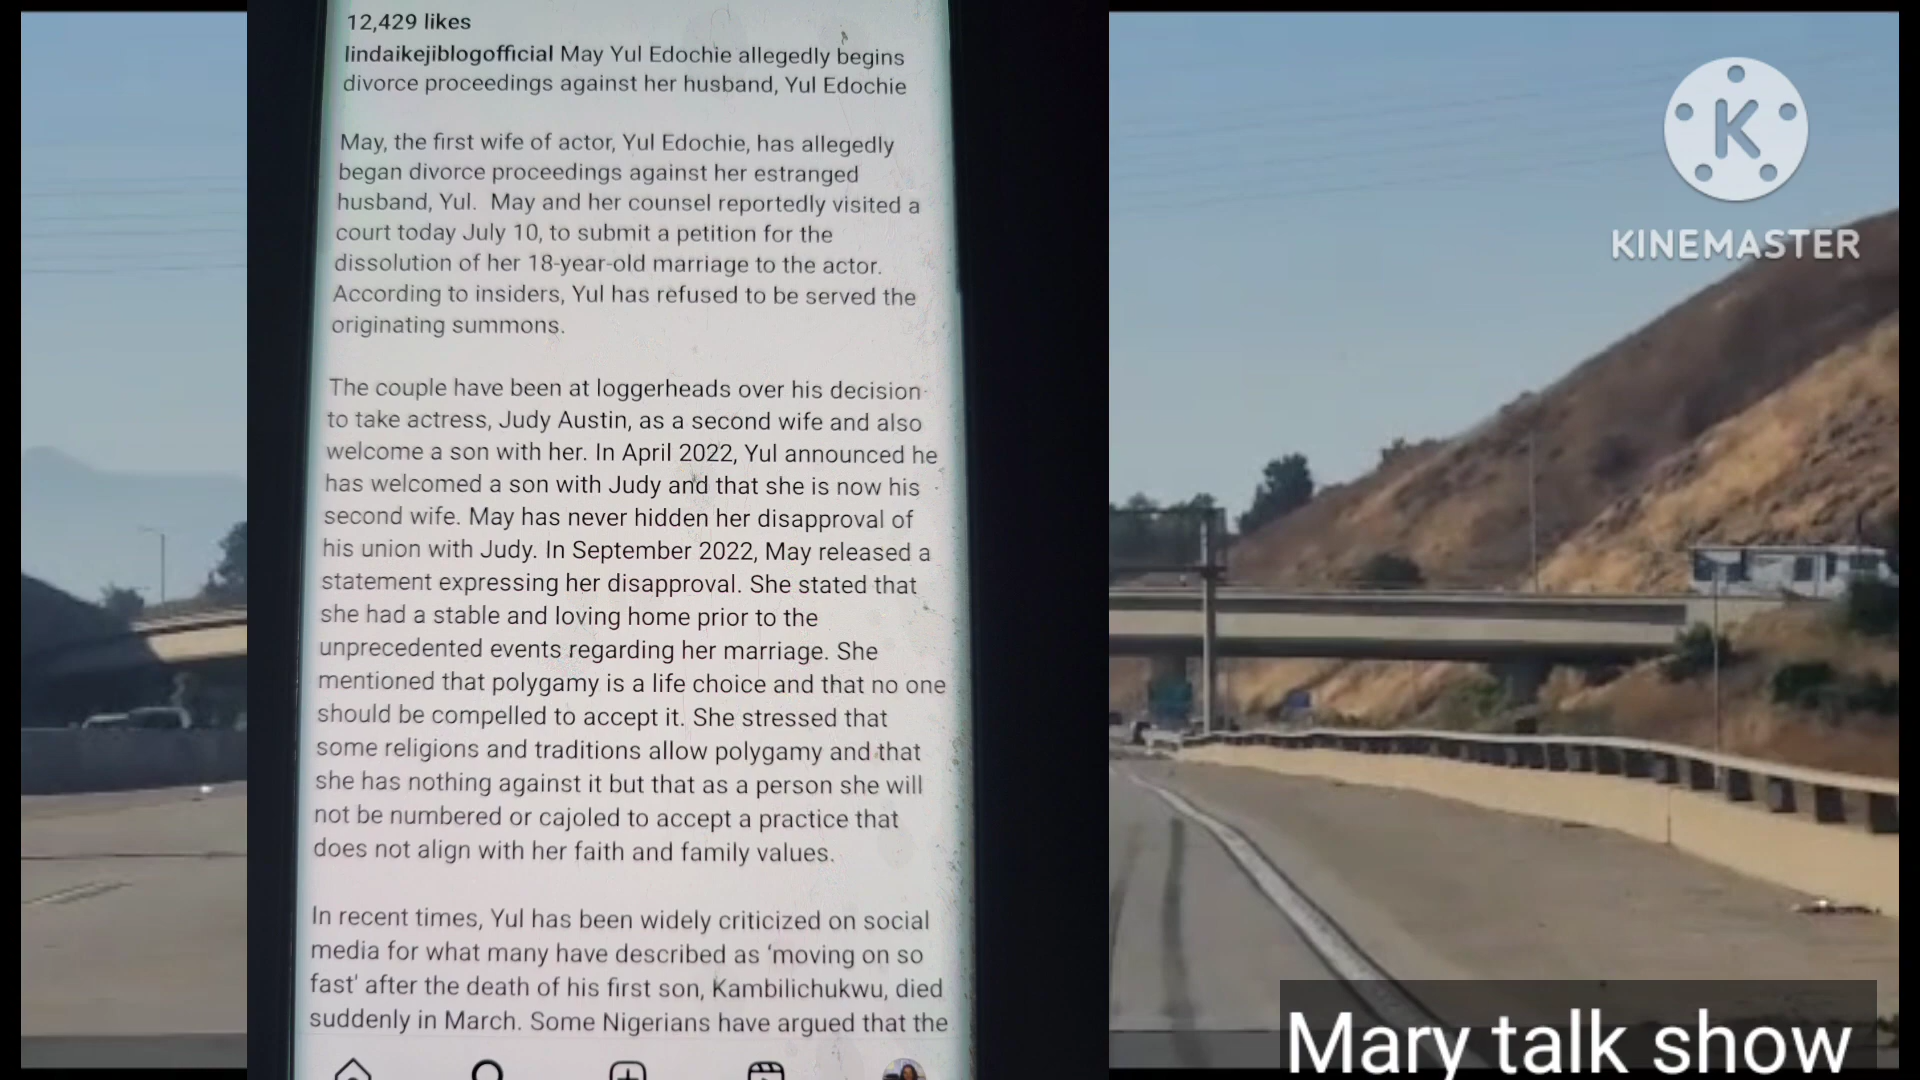 12,429 likes
lindaikejiblogofficial May Yul Edochie allegedly begins
divorce proceedings against her husband, Yul Edochie
May, the first wife of actor, Yul Edochie, has allegedly
began divorce proceedings against her estranged
husband, Yul. May and her counsel reportedly visited a
court today July 10, to submit a petition for the
dissolution of her 18-year-old marriage to the actor.
According to insiders, Yul has refused to be served the
originating summons.
The couple have been at loggerheads over his decision
to take actress, Judy Austin, as a second wife and also
welcome a son with her. In April 2022, Yul announced he
has welcomed a son with Judy and that she is now his
second wife. May has never hidden her disapproval of
his union with Judy. In September 2022, May released a
statement expressing her disapproval. She stated that
she had a stable and loving home prior to the
unprecedented events regarding her marriage. She
mentioned that polygamy is a life choice and that no one
should be compelled to accept it. She stressed that
some religions and traditions allow polygamy and that
she has nothing against it but that as a person she will
not be numbered or cajoled to accept a practice that
does not align with her faith and family values.
In recent times, Yul has been widely criticized on social
media for what many have described as 'moving on so
fast' after the death of his first son, Kambilichukwu, died
suddenly in March. Some Nigerians have argued that the
K
KINEMASTER
Mary talk show